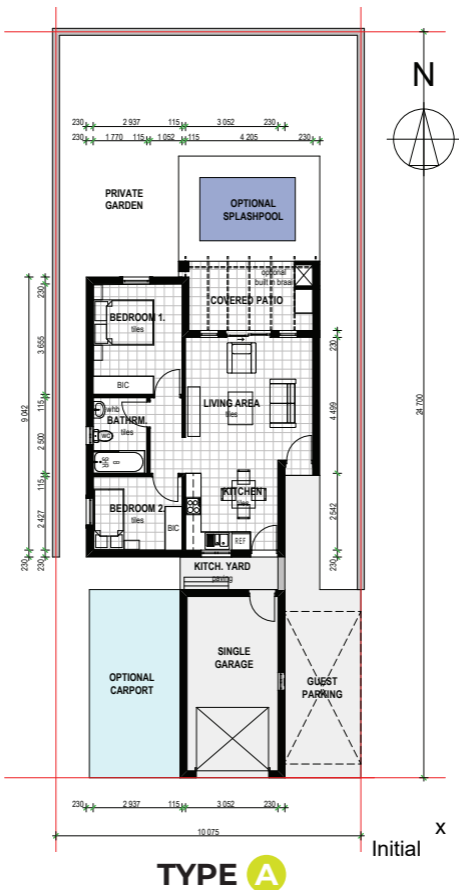 N
230 2 937 115 3 052 230
230 1 770 115 1 052 115 4 205 230
PRIVATE
GARDEN
OPTIONAL
SPLASHPOOL
optional
built in braai
COVERED PATIO
BEDROOM 1.
tiles
BIC
LIVING AREA
tiles
whb
BATHRM.
tiles
WC
KITCHEN
tiles
BEDROOM 2.
tiles
BIC
REF
KITCH. YARD
paving
230
3 655
115
2 600
115
2 427
230
9 042
230
230
4 499
2 542
230
24 700
OPTIONAL
CARPORT
SINGLE
GARAGE
GUEST
PARKING
230 2 937 115 3 052 230
10 075
x
Initial
TYPE A